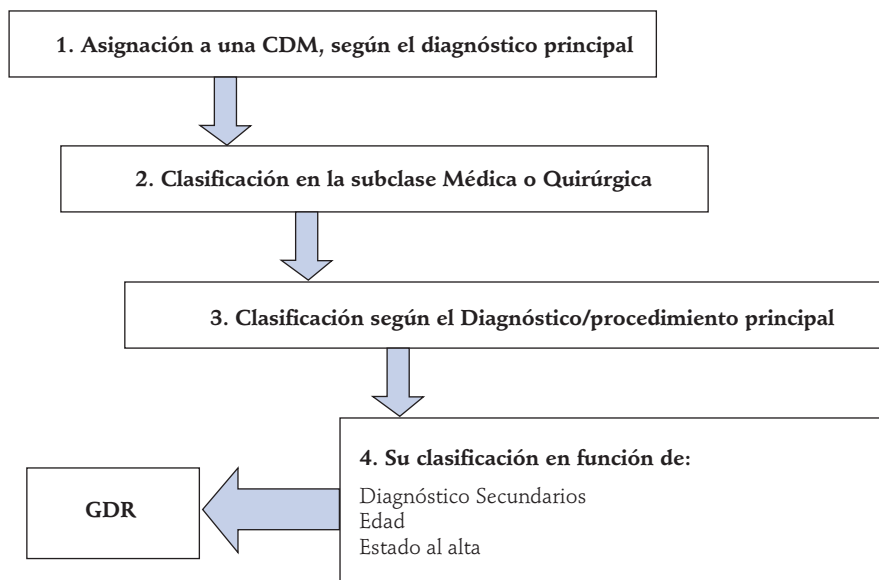 1. Asignación a una CDM, según el diagnóstico principal
2. Clasificación en la subclase Médica o Quirúrgica
3. Clasificación según el Diagnóstico/procedimiento principal
4. Su clasificación en función de:
Diagnóstico Secundarios
Edad
Estado al alta
GDR